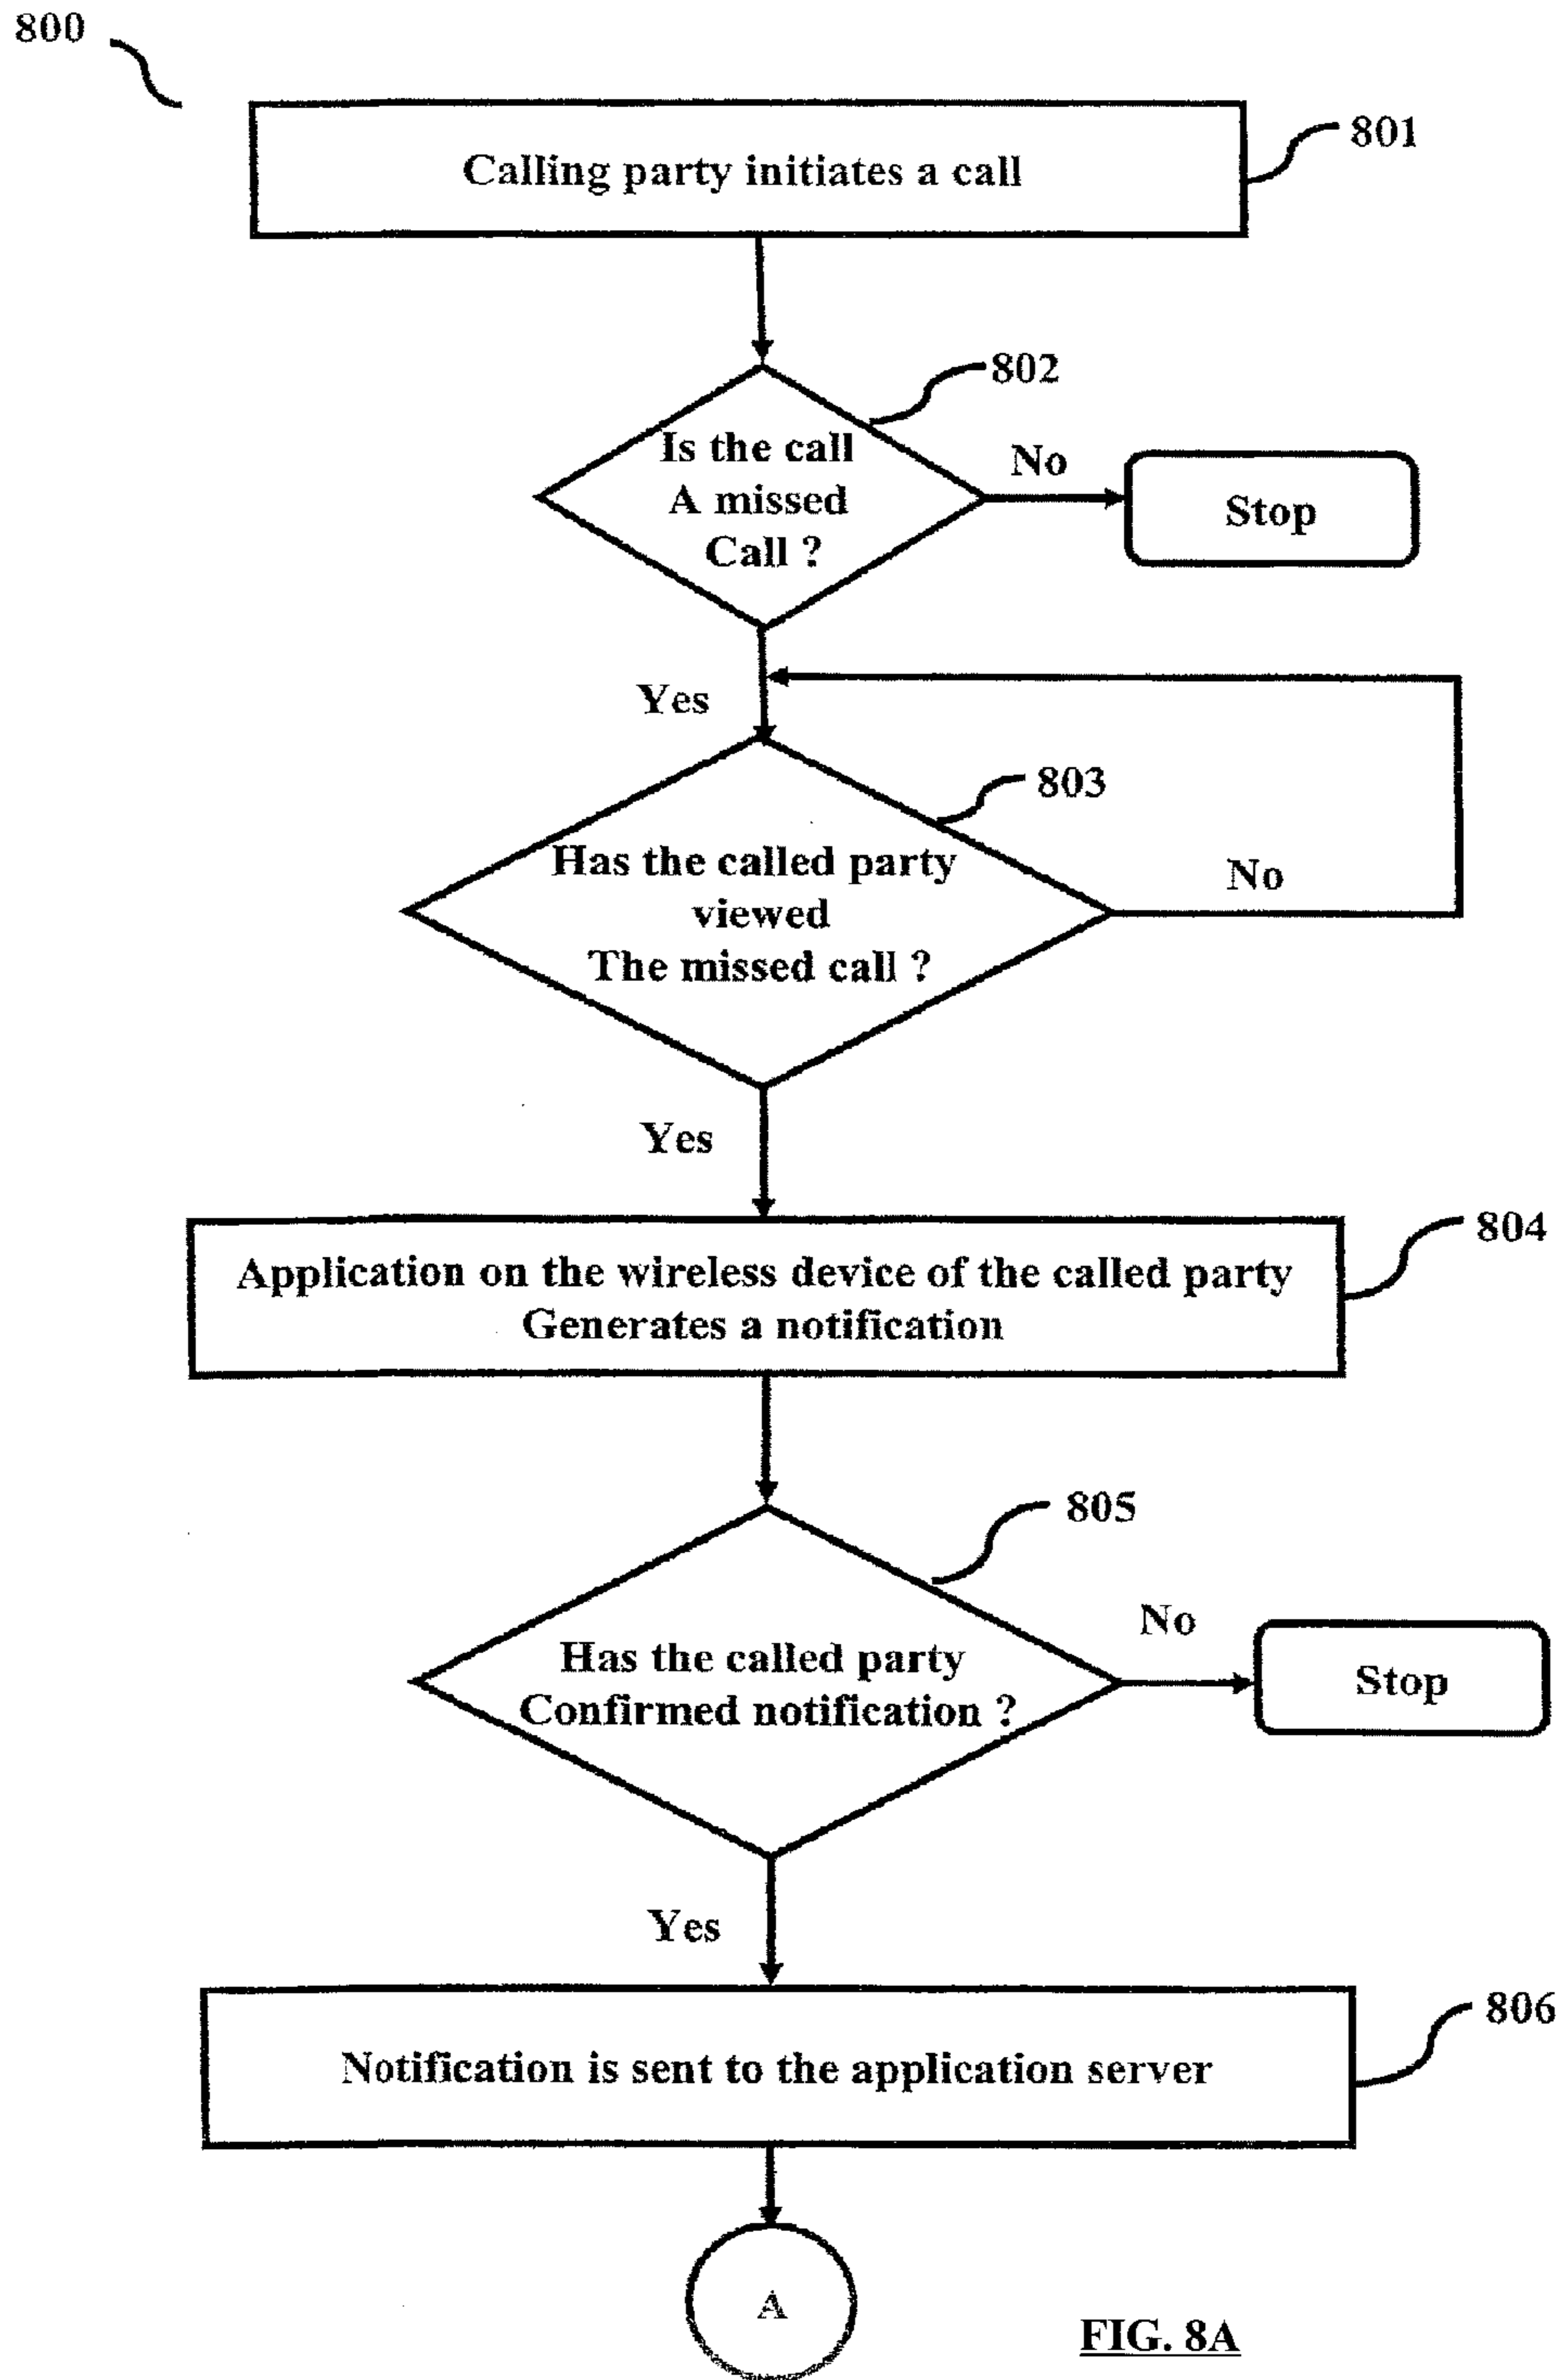 800
Calling party initiates a call
801
802
Is the call
A missed
Call ?
No
Stop
Yes
803
Has the called party
viewed
The missed call ?
No
Yes
804
Application on the wireless device of the called party
Generates a notification
805
Has the called party
Confirmed notification ?
No
Stop
Yes
806
Notification is sent to the application server
A
FIG. 8A